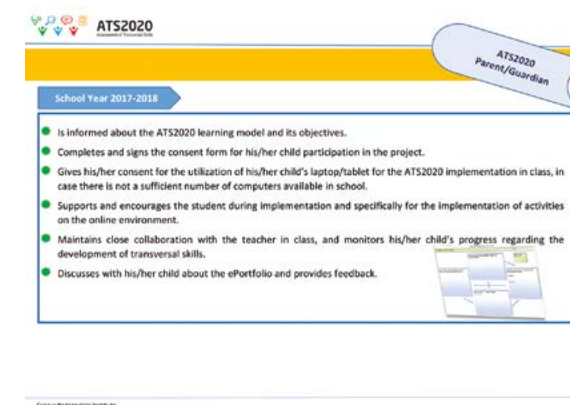 ATS2020
Assessment of Transversal Skills
ATS2020
Parent/Guardian
School Year 2017-2018
Is informed about the ATS2020 learning model and its objectives.
Completes and signs the consent form for his/her child participation in the project.
Gives his/her consent for the utilization of his/her child's laptop/tablet for the ATS2020 implementation in class, in
case there is not a sufficient number of computers available in school.
Supports and encourages the student during implementation and specifically for the implementation of activities
on the online environment.
Maintains close collaboration with the teacher in class, and monitors his/her child's progress regarding the
development of transversal skills.
Discusses with his/her child about the ePortfolio and provides feedback.